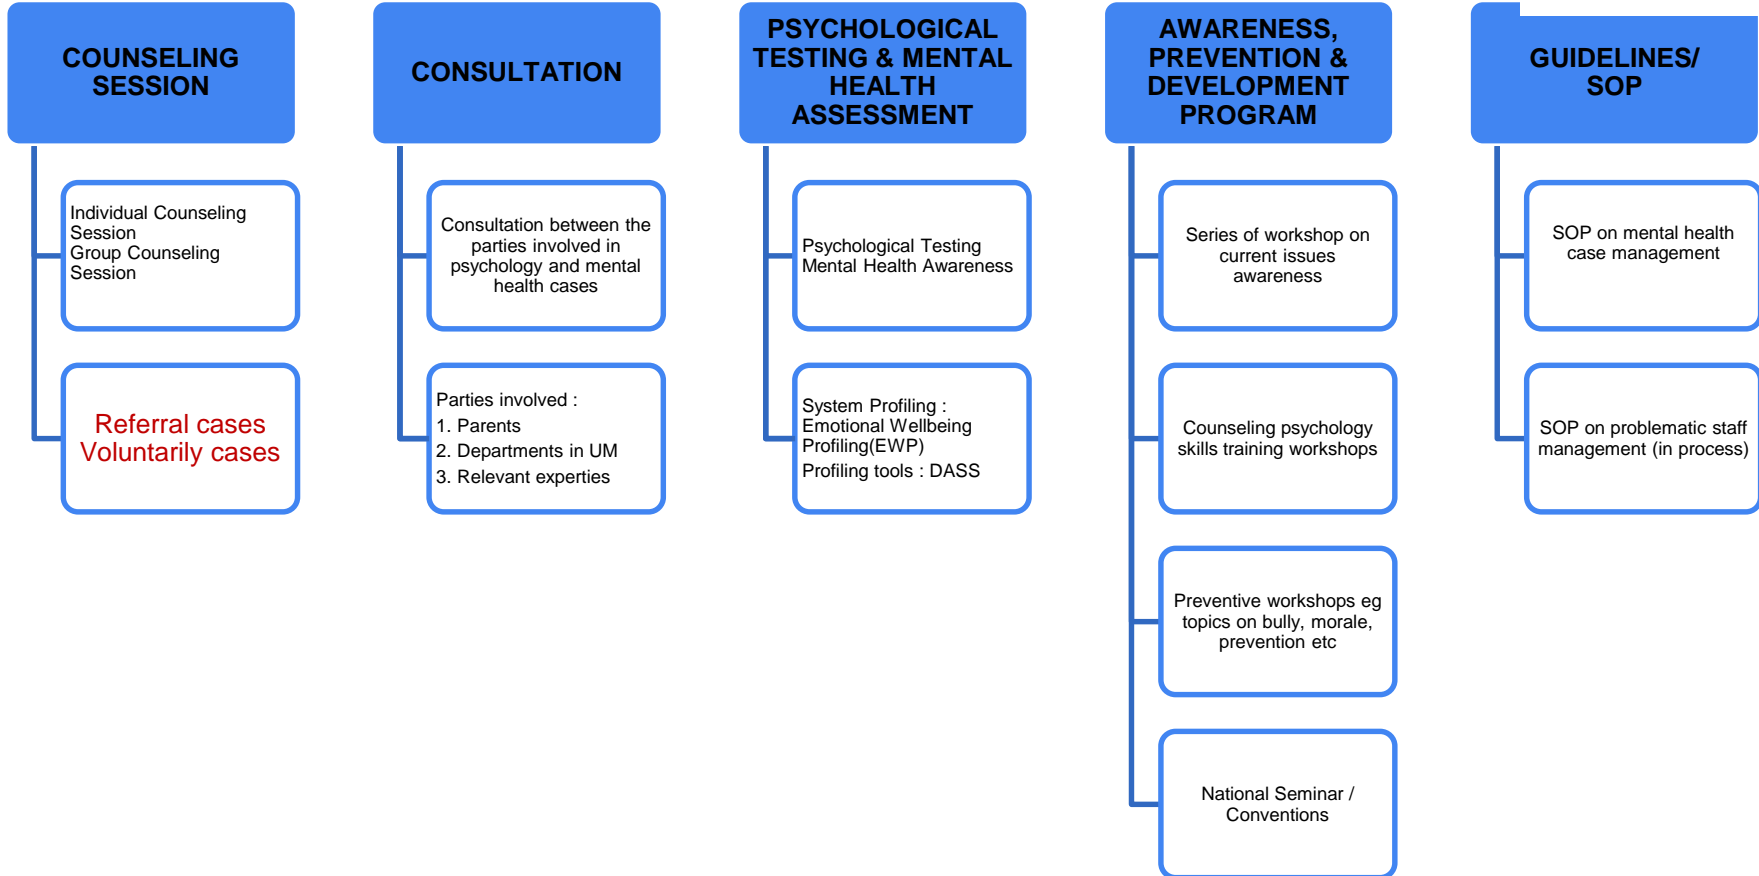 COUNSELING
SESSION
Individual Counseling
Session
Group Counseling
Session
Referral cases
Voluntarily cases
CONSULTATION
Consultation between the
parties involved in
psychology and mental
health cases
Parties involved :
1. Parents
2. Departments in UM
3. Relevant experties
PSYCHOLOGICAL
TESTING & MENTAL
HEALTH
ASSESSMENT
Psychological Testing
Mental Health Awareness
System Profiling :
Emotional Wellbeing
Profiling(EWP)
Profiling tools : DASS
AWARENESS,
PREVENTION &
DEVELOPMENT
PROGRAM
Series of workshop on
current issues
awareness
Counseling psychology
skills training workshops
Preventive workshops eg
topics on bully, morale,
prevention etc
National Seminar /
Conventions
GUIDELINES/
SOP
SOP on mental health
case management
SOP on problematic staff
management (in process)